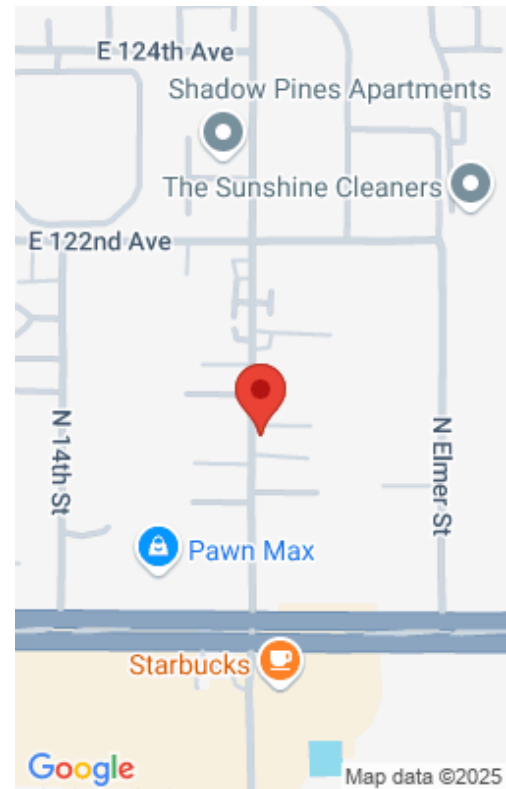 E 124th Ave
Shadow Pines Apartments
The Sunshine Cleaners
E 122nd Ave
N 14th St
N Elmer St
Pawn Max
Starbucks
Google
Map data ©2025